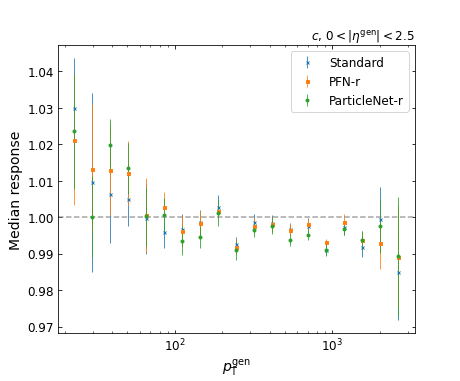 c, 0 < |η^gen| < 2.5
Median response
1.04
1.03
1.02
1.01
1.00
0.99
0.98
0.97
Standard
PFN-r
ParticleNet-r
10^2
10^3
p_T^gen